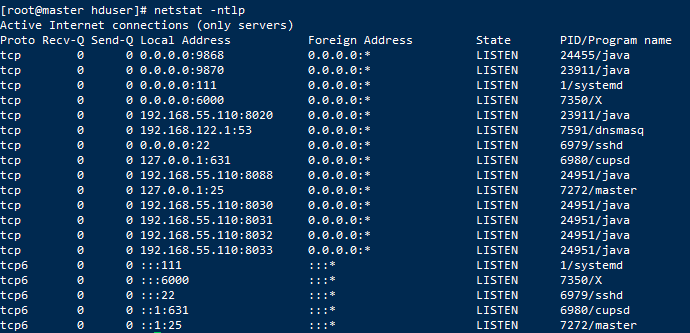 [root@master hduser]# netstat -ntlp
Active Internet connections (only servers)
Proto Recv-Q Send-Q Local Address           Foreign Address         State       PID/Program name
tcp        0      0 0.0.0.0:9868            0.0.0.0:*               LISTEN      24455/java
tcp        0      0 0.0.0.0:9870            0.0.0.0:*               LISTEN      23911/java
tcp        0      0 0.0.0.0:111             0.0.0.0:*               LISTEN      1/systemd
tcp        0      0 0.0.0.0:6000            0.0.0.0:*               LISTEN      7350/X
tcp        0      0 192.168.55.110:8020     0.0.0.0:*               LISTEN      23911/java
tcp        0      0 192.168.122.1:53        0.0.0.0:*               LISTEN      7591/dnsmasq
tcp        0      0 0.0.0.0:22              0.0.0.0:*               LISTEN      6979/sshd
tcp        0      0 127.0.0.1:631           0.0.0.0:*               LISTEN      6980/cupsd
tcp        0      0 192.168.55.110:8088     0.0.0.0:*               LISTEN      24951/java
tcp        0      0 127.0.0.1:25            0.0.0.0:*               LISTEN      7272/master
tcp        0      0 192.168.55.110:8030     0.0.0.0:*               LISTEN      24951/java
tcp        0      0 192.168.55.110:8031     0.0.0.0:*               LISTEN      24951/java
tcp        0      0 192.168.55.110:8032     0.0.0.0:*               LISTEN      24951/java
tcp        0      0 192.168.55.110:8033     0.0.0.0:*               LISTEN      24951/java
tcp6       0      0 :::111                  :::*                    LISTEN      1/systemd
tcp6       0      0 :::6000                 :::*                    LISTEN      7350/X
tcp6       0      0 :::22                   :::*                    LISTEN      6979/sshd
tcp6       0      0 ::1:631                 :::*                    LISTEN      6980/cupsd
tcp6       0      0 ::1:25                  :::*                    LISTEN      7272/master